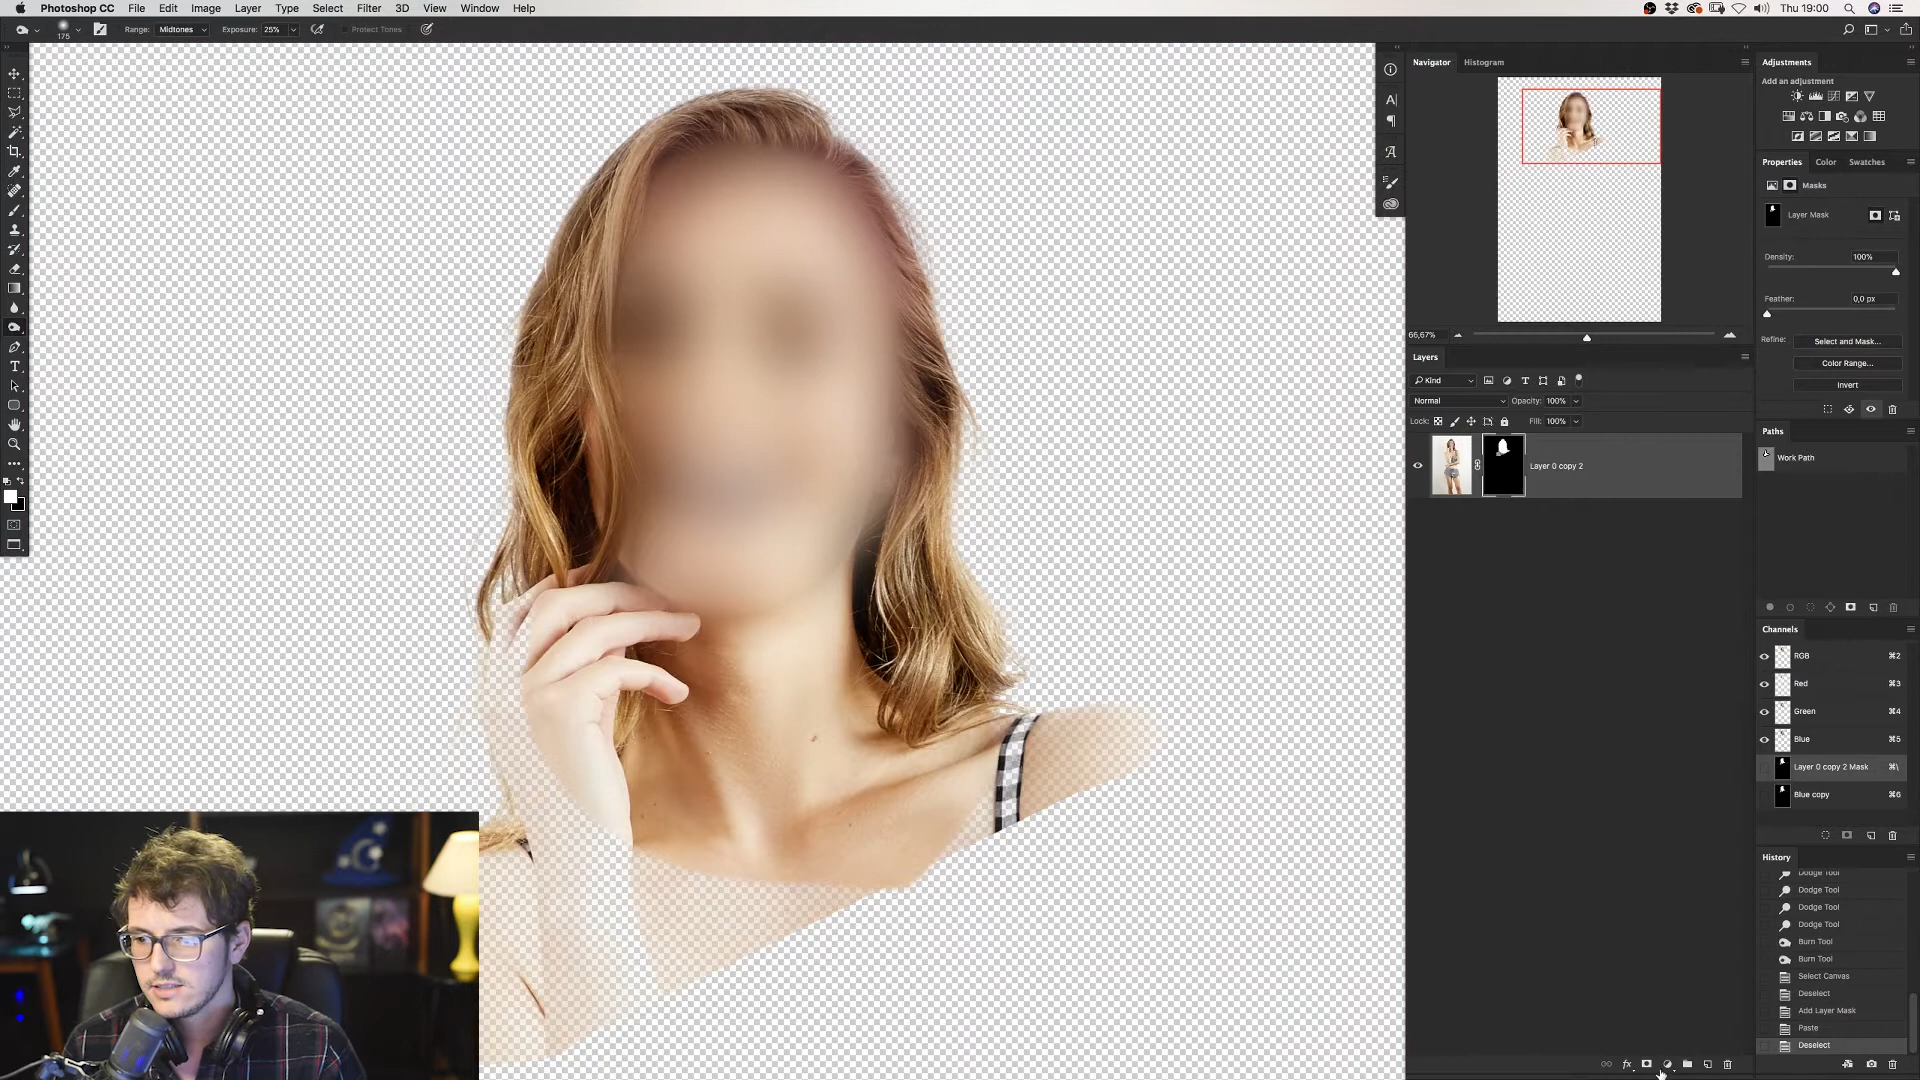 Photoshop CC File Edit Image Layer Type Select Filter 3D View Window Help
Thu 19:00
175 Range: Midtones Exposure: 25% Protect Tones
Navigator Histogram
66,67%
Layers
Kind
Normal Opacity: 100%
Lock: Fill: 100%
Layer 0 copy 2
fx
Adjustments
Add an adjustment
Properties Color Swatches
Masks
Layer Mask
Density: 100%
Feather: 0,0 px
Refine: Select and Mask...
Color Range...
Invert
Paths
Work Path
Channels
RGB ⌘2
Red ⌘3
Green ⌘4
Blue ⌘5
Layer 0 copy 2 Mask ⌘\
Blue copy ⌘6
History
Dodge Tool
Dodge Tool
Dodge Tool
Dodge Tool
Burn Tool
Burn Tool
Select Canvas
Deselect
Add Layer Mask
Paste
Deselect